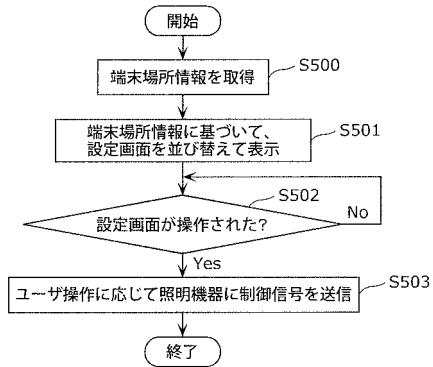 開始
端末場所情報を取得
S500
端末場所情報に基づいて、
設定画面を並び替えて表示
S501
S502
設定画面が操作された?
No
Yes
S503
ユーザ操作に応じて照明機器に制御信号を送信
終了